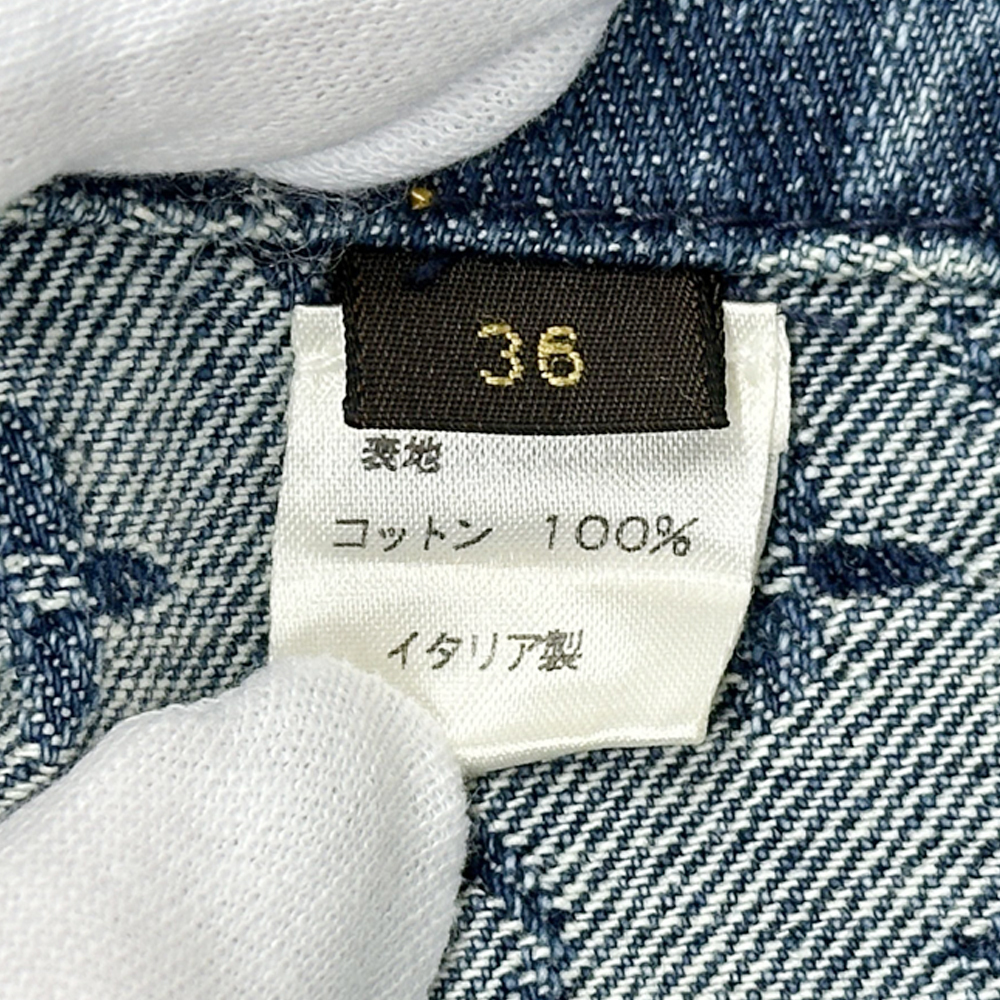 36
表地
コットン 100%
イタリア製